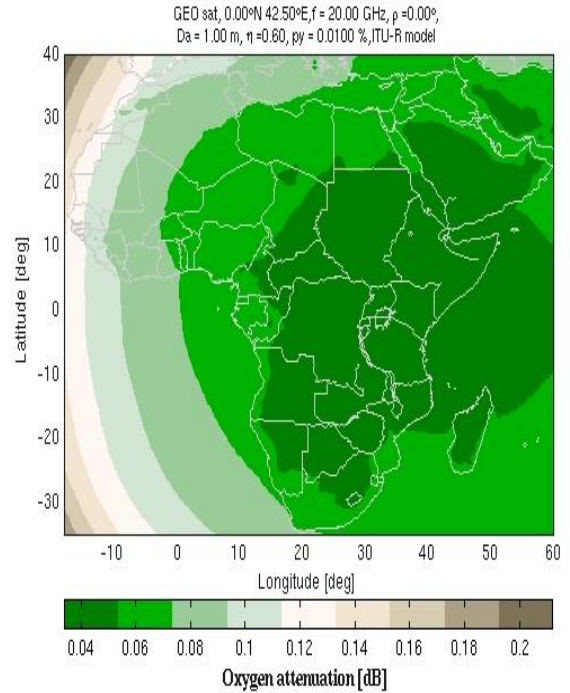 GEO sat, 0.00ºN 42.50ºE,f = 20.00 GHz, ρ =0.00º,
Da = 1.00 m, η =0.60, py = 0.0100 %,ITU-R model
40
30
20
10
0
-10
-20
-30
Latitude [deg]
-10 0 10 20 30 40 50 60
Longitude [deg]
0.04 0.06 0.08 0.1 0.12 0.14 0.16 0.18 0.2
Oxygen attenuation [dB]